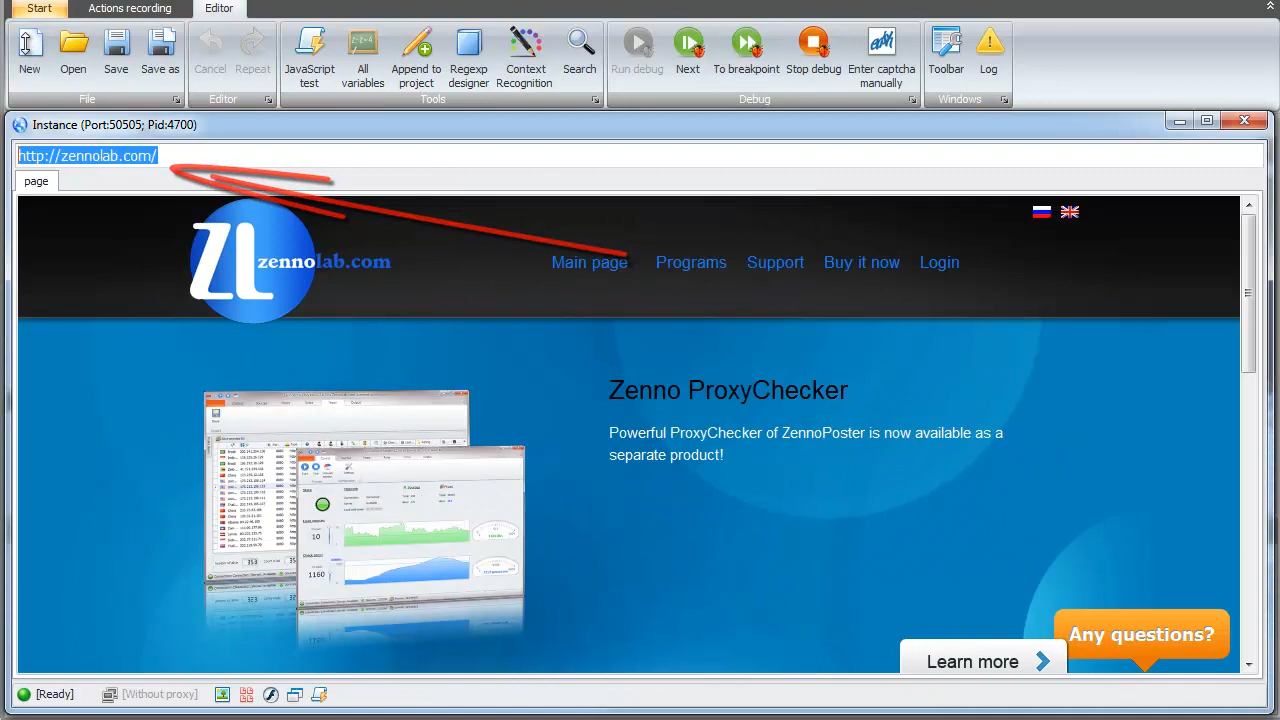 Start Actions recording Editor
New Open Save Save as Cancel Repeat JavaScript test All variables Append to project Regexp designer Context Recognition Search Run debug Next To breakpoint Stop debug Enter captcha manually Toolbar Log
File Editor Tools Debug Windows
Instance (Port:50505; Pid:4700)
http://zennolab.com/
page
ZL zennolab.com
Main page Programs Support Buy it now Login
Zenno ProxyChecker
Powerful ProxyChecker of ZennoPoster is now available as a
separate product!
10
1160
Any questions?
Learn more
[Ready] [Without proxy]